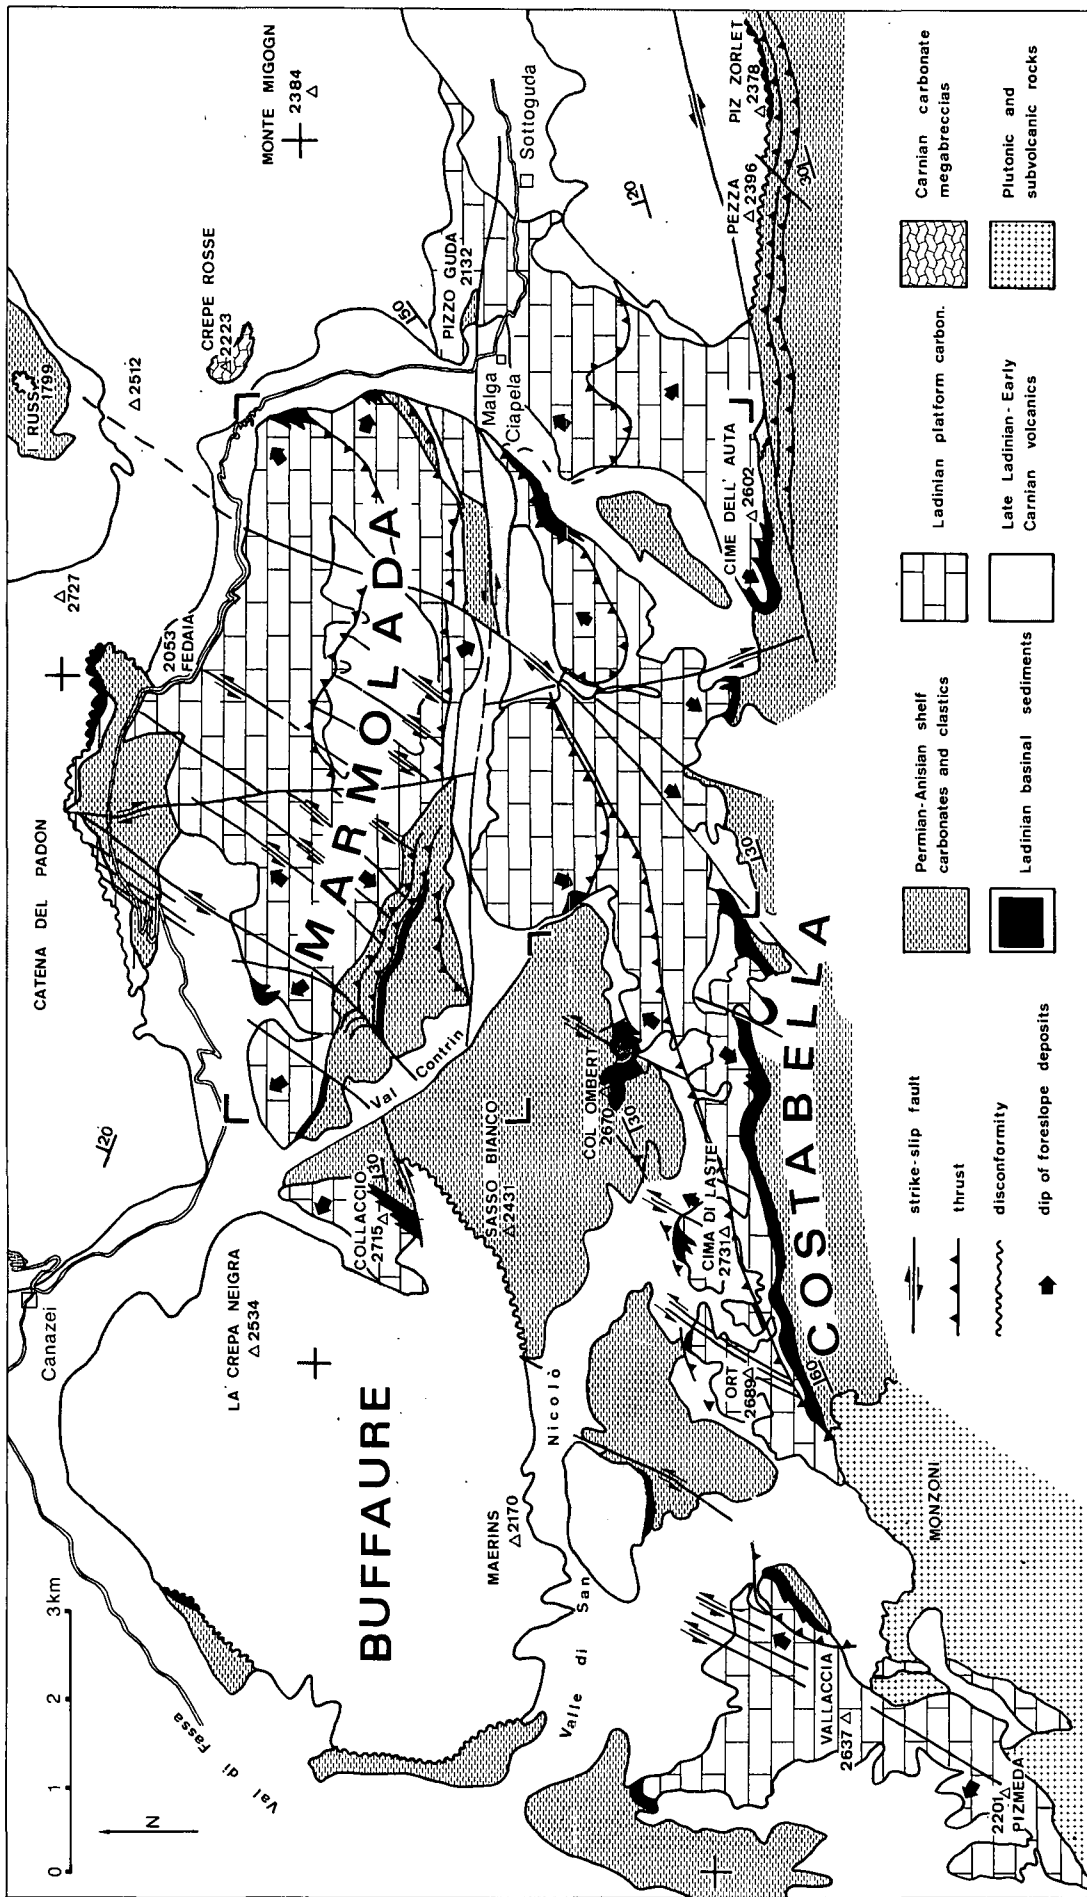 CATENA DEL PADON
I RUSS
1799
2512
2727
2053
FEDAIA
CREPE ROSSE
2223
MONTE MIGOGN
2384
Canazei
20
LA CREPA NEIGRA
2534
COLLACCIO
2715
30
MARMOLADA
50
PIZZO GUDA
2132
Malga
Ciapela
Sottoguda
BUFFAURE
Val di Fassa
Val Contrin
SASSO BIANCO
2431
MAERINS
2170
Valle di San Nicolò
COL OMBERT
2670
30
20
CIMA DI LASTE
2731
TORT
2689
60
30
CIME DELL' AUTA
2602
PEZZA
2396
PIZ ZORLET
2378
30
COSTABELLA
VALLACCIA
2637
MONZONI
2201
PIZMEDA
N
0 1 2 3km
strike-slip fault
thrust
disconformity
dip of foreslope deposits
Permian-Anisian shelf
carbonates and clastics
Ladinian basinal sediments
Ladinian platform carbon.
Late Ladinian-Early
Carnian volcanics
Carnian carbonate
megabreccias
Plutonic and
subvolcanic rocks